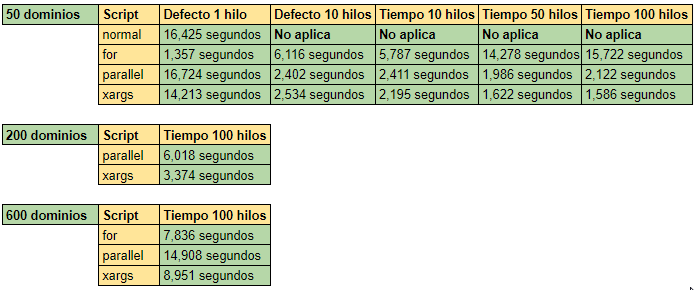 50 dominios Script Defecto 1 hilo Defecto 10 hilos Tiempo 10 hilos Tiempo 50 hilos Tiempo 100 hilos
normal 16,425 segundos No aplica No aplica No aplica No aplica
for 1,357 segundos 6,116 segundos 5,787 segundos 14,278 segundos 15,722 segundos
parallel 16,724 segundos 2,402 segundos 2,411 segundos 1,986 segundos 2,122 segundos
xargs 14,213 segundos 2,534 segundos 2,195 segundos 1,622 segundos 1,586 segundos
200 dominios Script Tiempo 100 hilos
parallel 6,018 segundos
xargs 3,374 segundos
600 dominios Script Tiempo 100 hilos
for 7,836 segundos
parallel 14,908 segundos
xargs 8,951 segundos